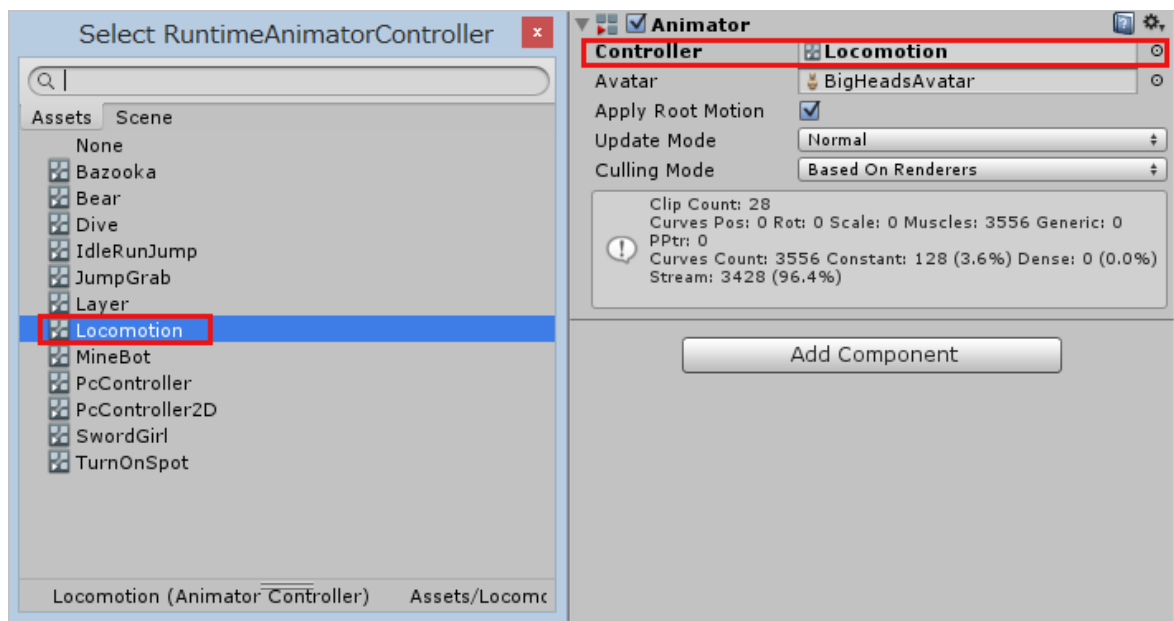 Select RuntimeAnimatorController
x
Assets Scene
None
Bazooka
Bear
Dive
IdleRunJump
JumpGrab
Layer
Locomotion
MineBot
PcController
PcController2D
SwordGirl
TurnOnSpot
Locomotion (Animator Controller) Assets/Locomc
Animator
Controller Locomotion
Avatar BigHeadsAvatar
Apply Root Motion
Update Mode Normal
Culling Mode Based On Renderers
Clip Count: 28
Curves Pos: 0 Rot: 0 Scale: 0 Muscles: 3556 Generic: 0
PPtr: 0
Curves Count: 3556 Constant: 128 (3.6%) Dense: 0 (0.0%)
Stream: 3428 (96.4%)
Add Component